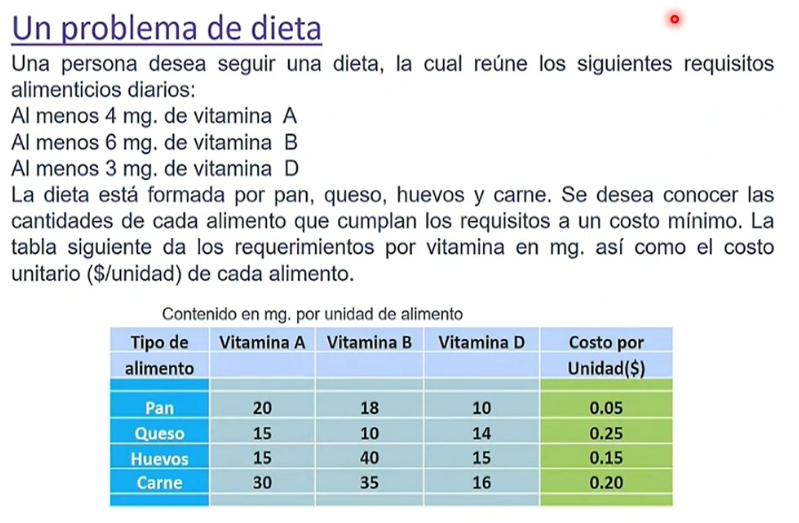 Un problema de dieta
Una persona desea seguir una dieta, la cual reúne los siguientes requisitos
alimenticios diarios:
Al menos 4 mg. de vitamina A
Al menos 6 mg. de vitamina B
Al menos 3 mg. de vitamina D
La dieta está formada por pan, queso, huevos y carne. Se desea conocer las
cantidades de cada alimento que cumplan los requisitos a un costo mínimo. La
tabla siguiente da los requerimientos por vitamina en mg. así como el costo
unitario ($/unidad) de cada alimento.
Contenido en mg. por unidad de alimento
Tipo de Vitamina A Vitamina B Vitamina D Costo por
alimento Unidad($)
Pan 20 18 10 0.05
Queso 15 10 14 0.25
Huevos 15 40 15 0.15
Carne 30 35 16 0.20